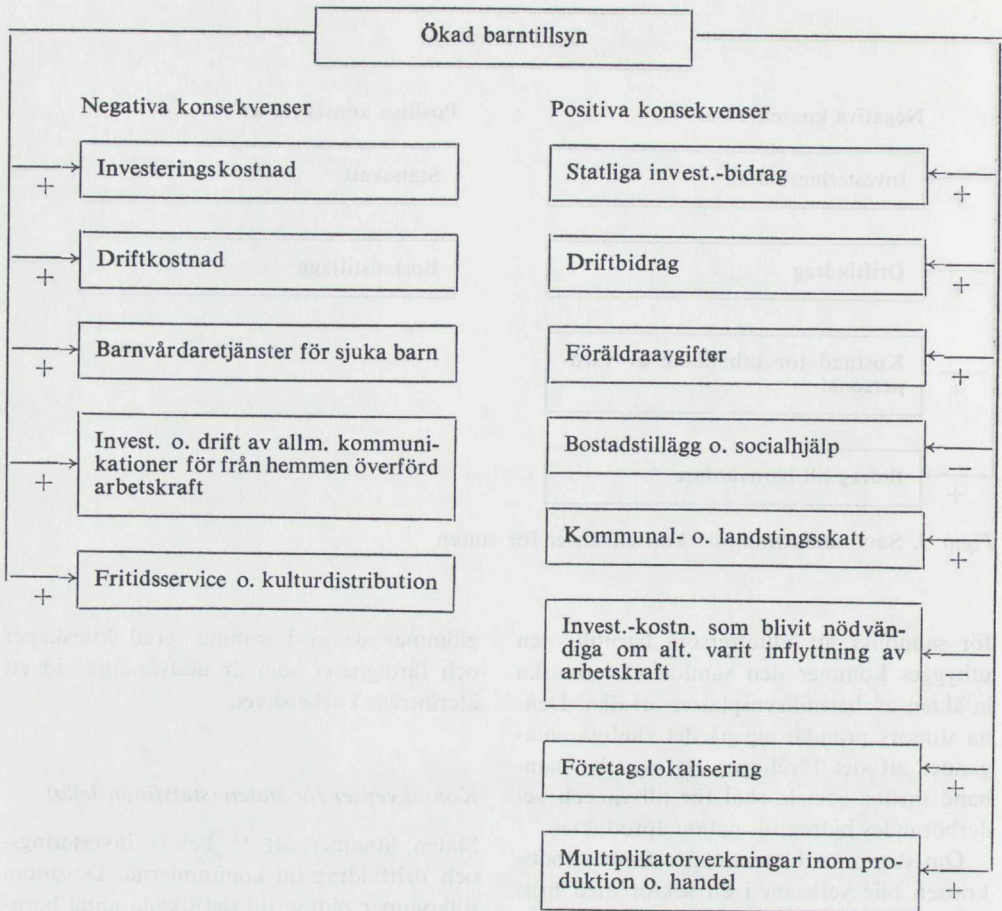 Ökad barntillsyn
Negativa konsekvenser
Investeringskostnad
+
Driftkostnad
+
Barnvårdaretjänster för sjuka barn
+
Invest. o. drift av allm. kommuni-
kationer för från hemmen överförd
arbetskraft
+
Fritidsservice o. kulturdistribution
+
Positiva konsekvenser
Statliga invest.-bidrag
+
Driftbidrag
+
Föräldraavgifter
+
Bostadstillägg o. socialhjälp
+
Kommunal- o. landstingsskatt
+
Invest.-kostn. som blivit nödvän-
diga om alt. varit inflyttning av
arbetskraft
+
Företagslokalisering
+
Multiplikatorverkningar inom pro-
duktion o. handel
+